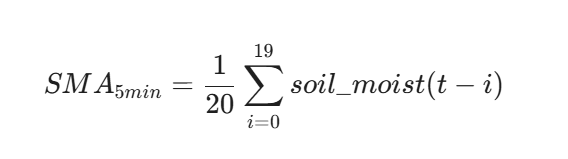 $SMA_{5min} = \frac{1}{20} \sum_{i=0}^{19} soil\_moist(t - i)$